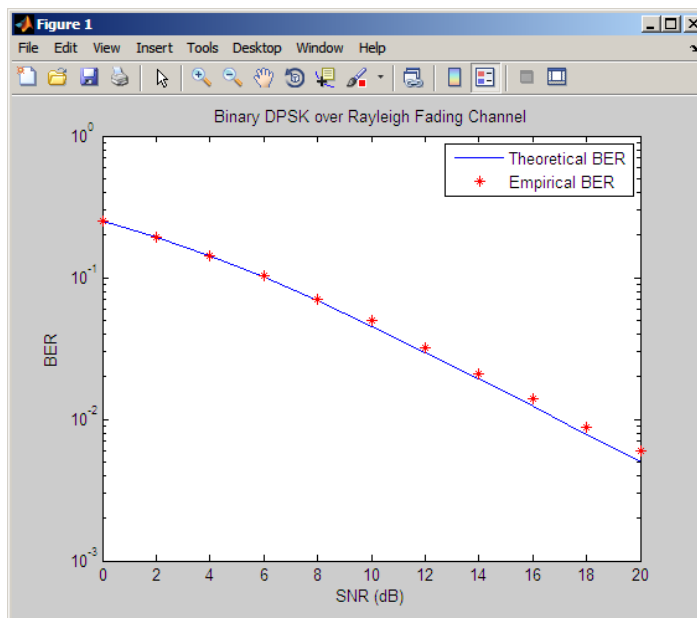 Figure 1
File Edit View Insert Tools Desktop Window Help
Binary DPSK over Rayleigh Fading Channel
10^0
Theoretical BER
Empirical BER
10^-1
BER
10^-2
10^-3
0 2 4 6 8 10 12 14 16 18 20
SNR (dB)